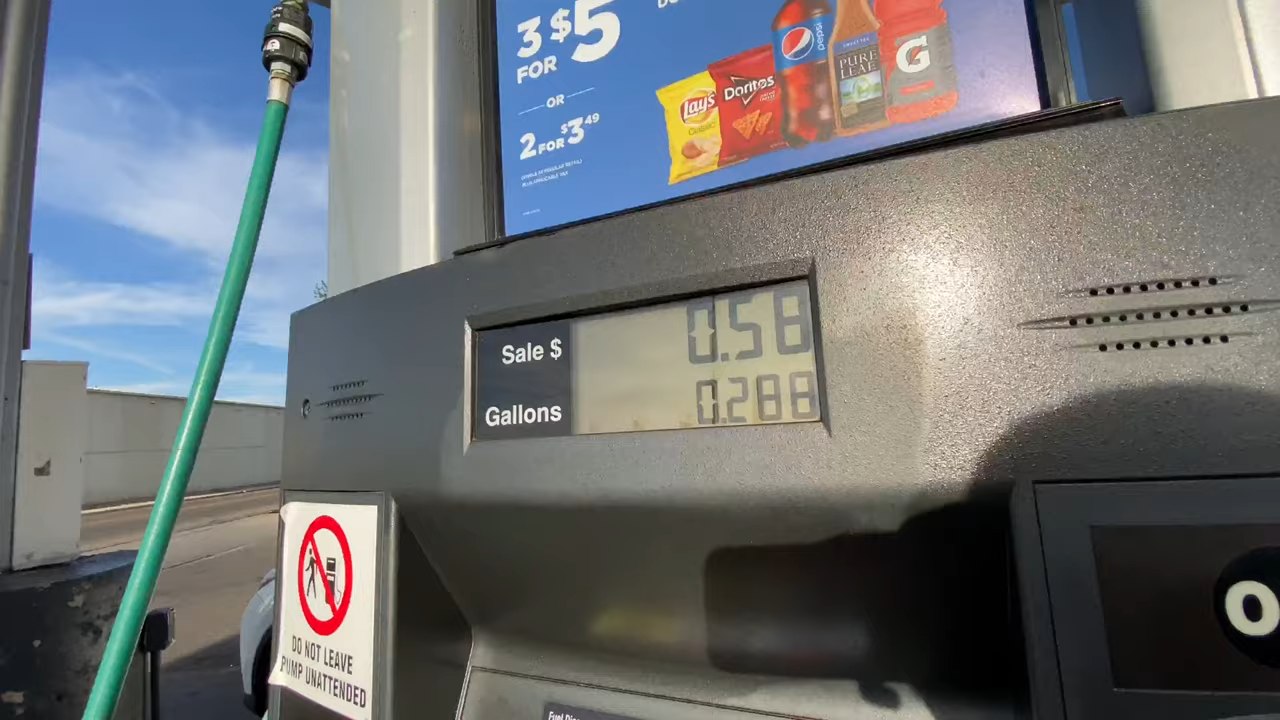 3 FOR $5
OR
2 FOR $3.49
Lay's
Classic
Doritos
pepsi
PURE
LEAF
G
Sale $ 0.58
Gallons 0.288
DO NOT LEAVE
PUMP UNATTENDED
O